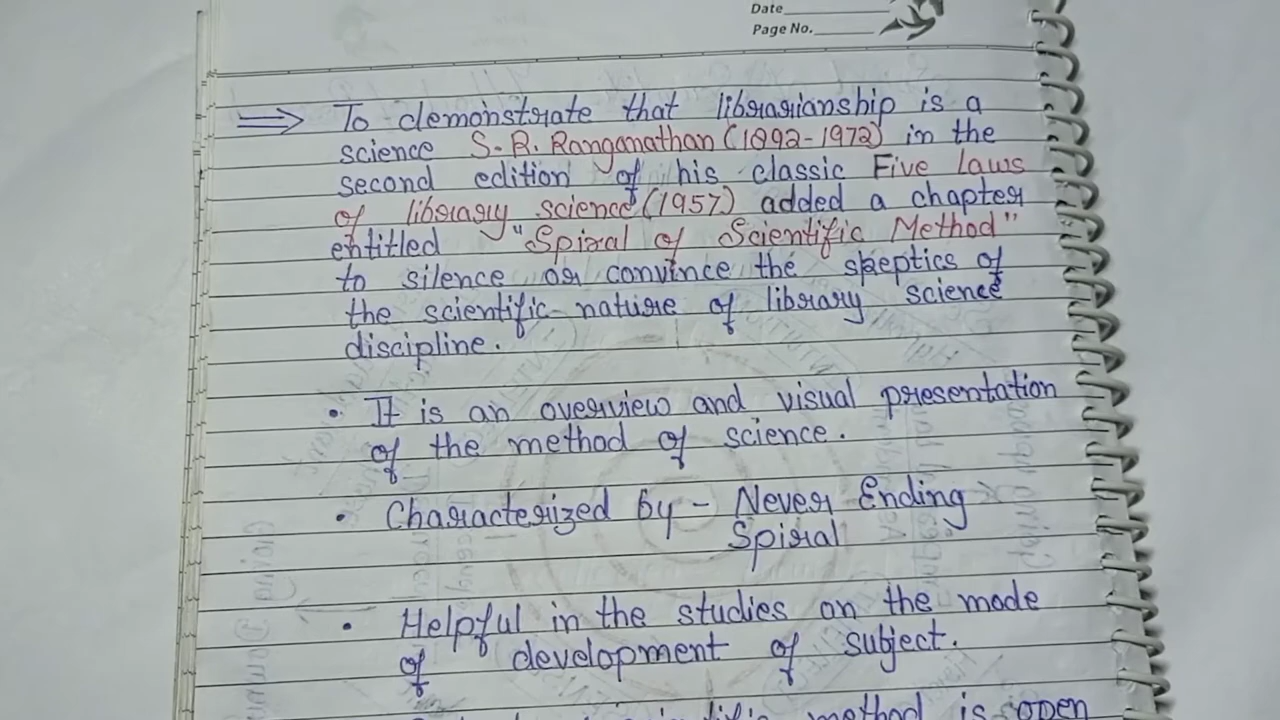 Date
Page No.
⇒ To demonstrate that librarianship is a
science S. R. Ranganathan (1892-1972) in the
second edition of his classic Five laws
of library science (1957) added a chapter
entitled "Spiral of Scientific Method"
to silence or convince the skeptics of
the scientific nature of library science
discipline.
• It is an overview and visual presentation
of the method of science.
• Characterized by - Never Ending
Spiral
• Helpful in the studies on the mode
of development of subject.
method is open